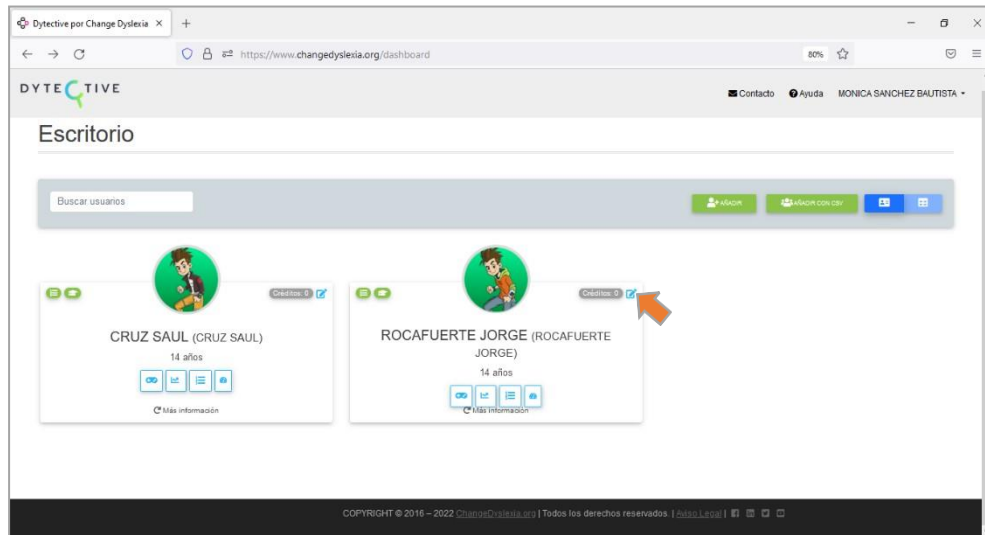 Dytective por Change Dyslexia
https://www.changedyslexia.org/dashboard
80%
DYTECTIVE
Contacto Ayuda MONICA SANCHEZ BAUTISTA
Escritorio
Buscar usuarios
AÑADIR AÑADIR CON CSV
Créditos: 0
Créditos: 0
CRUZ SAUL (CRUZ SAUL)
14 años
Más información
ROCAFUERTE JORGE (ROCAFUERTE
JORGE)
14 años
Más información
COPYRIGHT © 2016 – 2022 ChangeDyslexia.org | Todos los derechos reservados. | Aviso Legal |